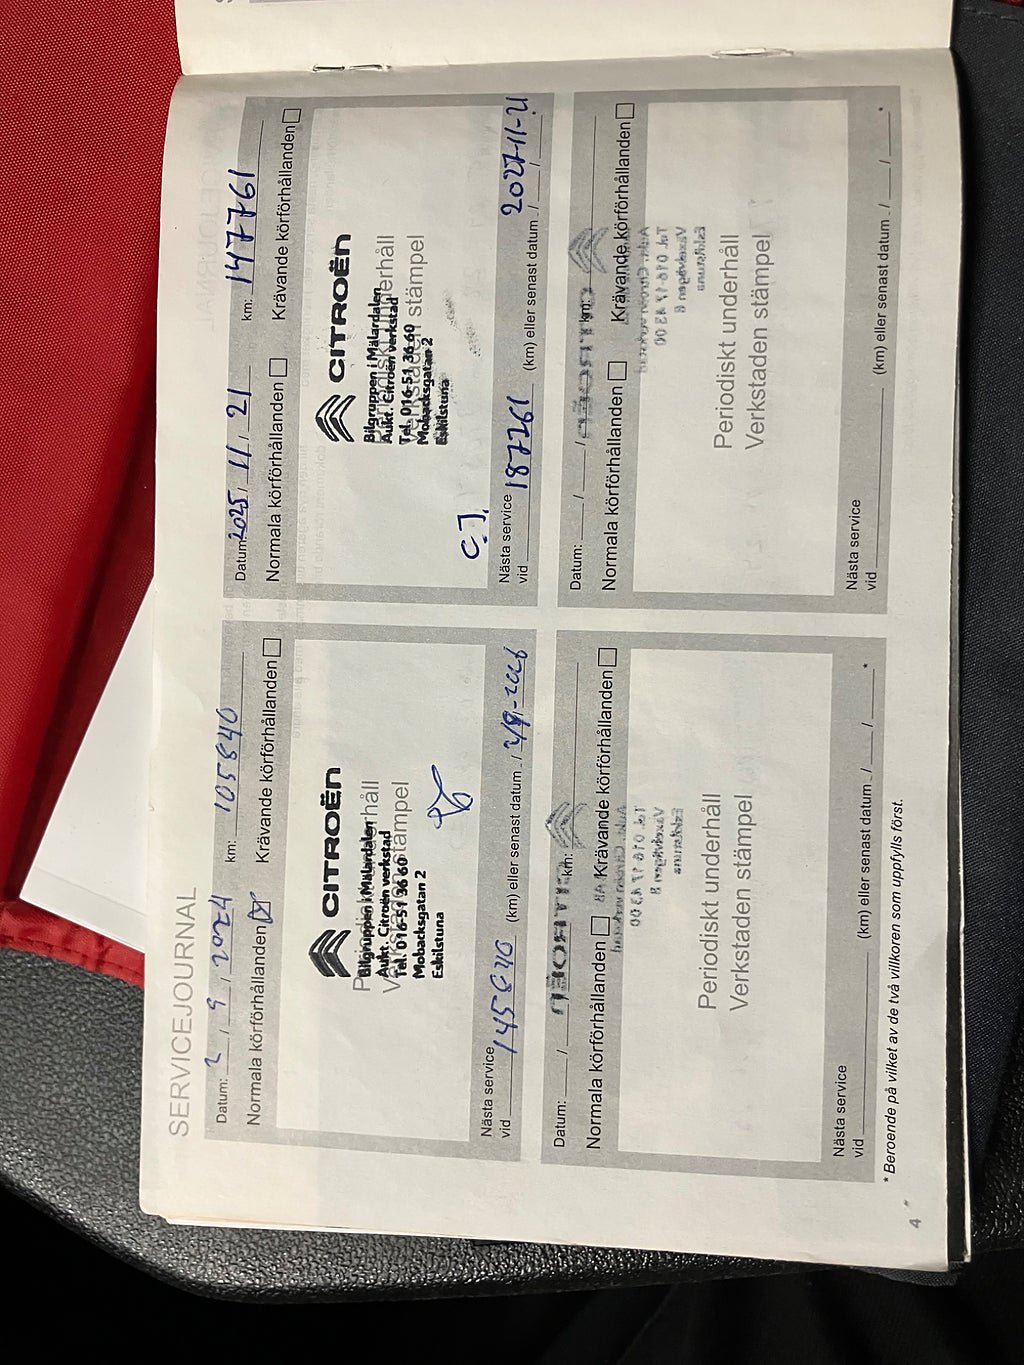 SERVICEJOURNAL
Datum: 2 / 9 / 2024 km: 105840
Normala körförhållanden Krävande körförhållanden
CITROËN
Periodiskt underhåll
Verkstaden stämpel
Bilgruppen i Mälardalen
Aukt. Citroën verkstad
Tel. 016-51 36 60
Mobacksgatan 2
Eskilstuna
Nästa service
vid 145840 (km) eller senast datum / 2/9-2026
Datum: 2025 / 11 / 21 km: 147761
Normala körförhållanden Krävande körförhållanden
CITROËN
Periodiskt underhåll
Verkstaden stämpel
Bilgruppen i Mälardalen
Aukt. Citroën verkstad
Tel. 016-51 36 60
Mobacksgatan 2
Eskilstuna
C.J.
Nästa service
vid 187761 (km) eller senast datum / 2027-11-21
Datum: / / km:
Normala körförhållanden Krävande körförhållanden
Periodiskt underhåll
Verkstaden stämpel
Nästa service
vid (km) eller senast datum / / *
Datum: / / km:
Normala körförhållanden Krävande körförhållanden
Periodiskt underhåll
Verkstaden stämpel
Nästa service
vid (km) eller senast datum / / *
* Beroende på vilket av de två villkoren som uppfylls först.
4